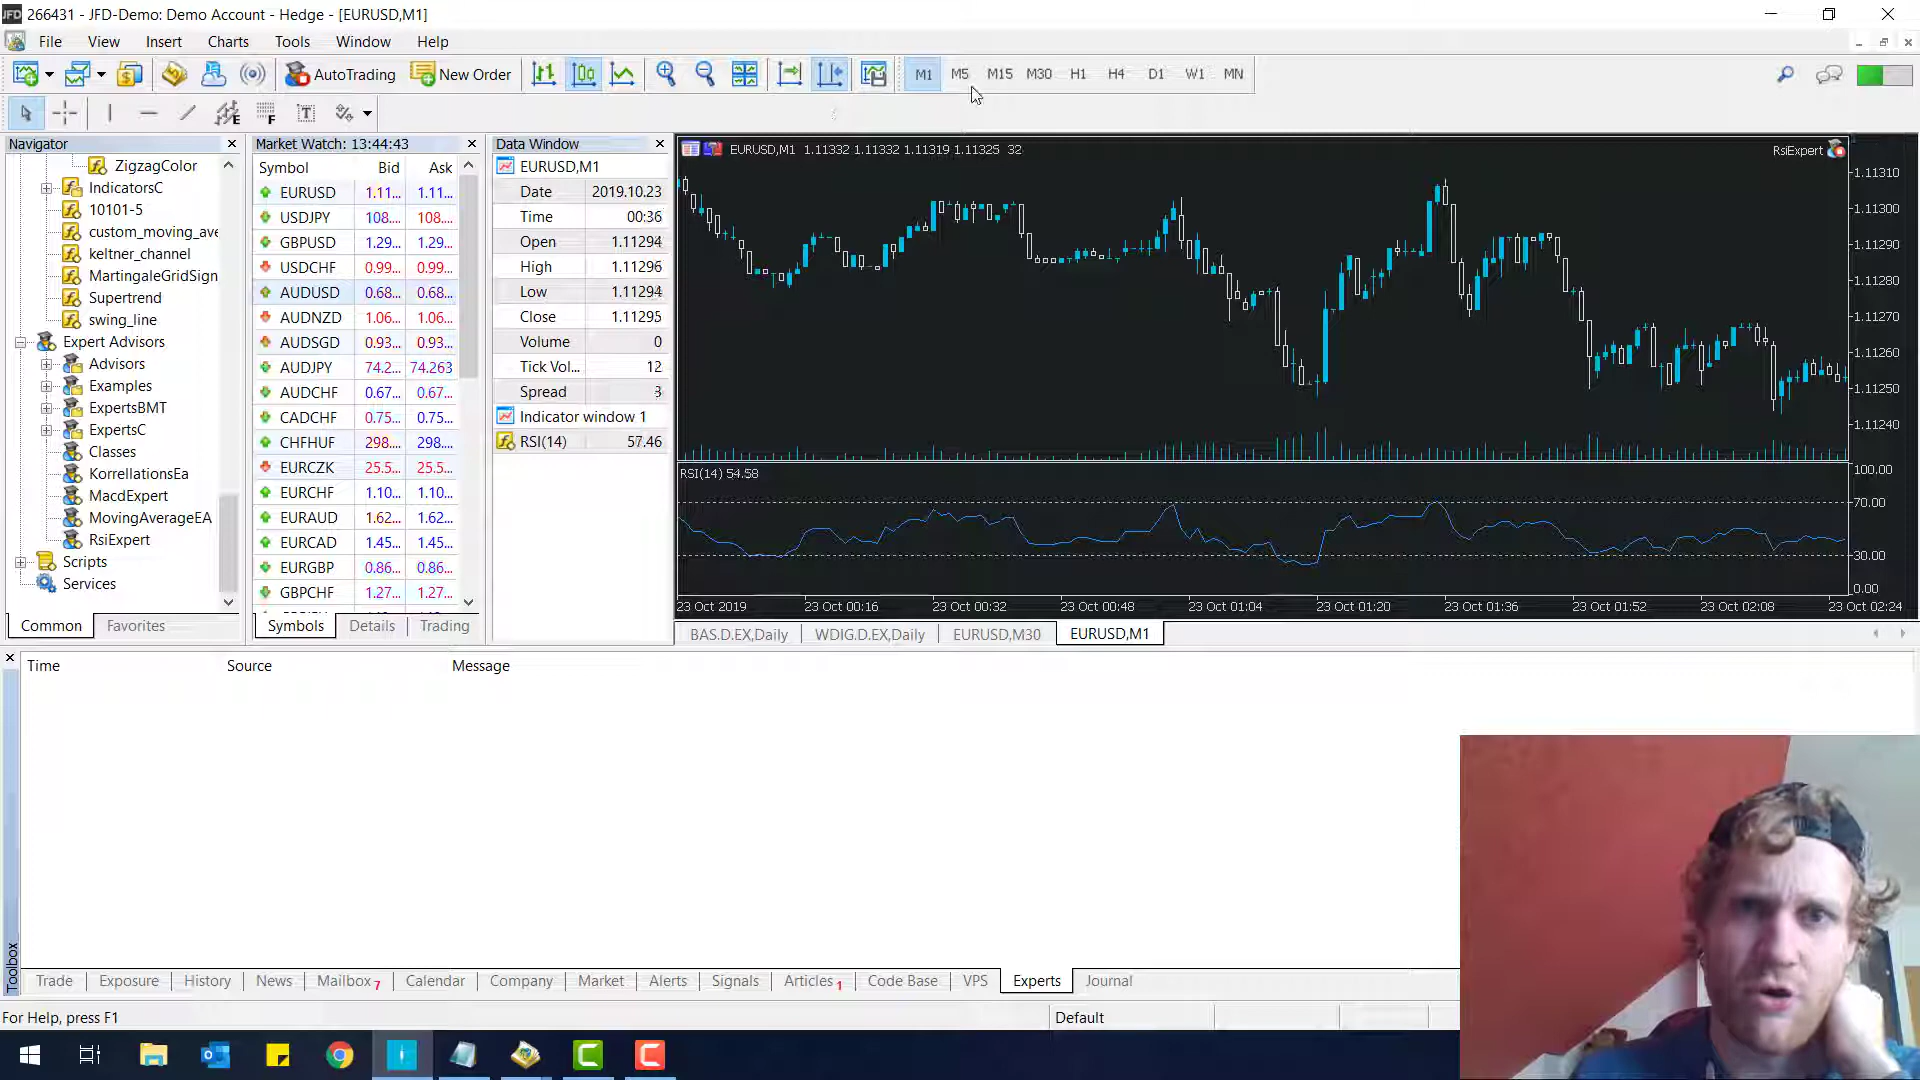 266431 - JFD-Demo: Demo Account - Hedge - [EURUSD,M1]
File View Insert Charts Tools Window Help
AutoTrading New Order M1 M5 M15 M30 H1 H4 D1 W1 MN
E F T
Navigator
ZigzagColor
IndicatorsC
10101-5
custom_moving_ave
keltner_channel
MartingaleGridSign
Supertrend
swing_line
Expert Advisors
Advisors
Examples
ExpertsBMT
ExpertsC
Classes
KorrellationsEa
MacdExpert
MovingAverageEA
RsiExpert
Scripts
Services
Common Favorites
Market Watch: 13:44:43
Symbol Bid Ask
EURUSD 1.11... 1.11...
USDJPY 108.... 108....
GBPUSD 1.29... 1.29...
USDCHF 0.99... 0.99...
AUDUSD 0.68... 0.68...
AUDNZD 1.06... 1.06...
AUDSGD 0.93... 0.93...
AUDJPY 74.2... 74.263
AUDCHF 0.67... 0.67...
CADCHF 0.75... 0.75...
CHFHUF 298.... 298....
EURCZK 25.5... 25.5...
EURCHF 1.10... 1.10...
EURAUD 1.62... 1.62...
EURCAD 1.45... 1.45...
EURGBP 0.86... 0.86...
GBPCHF 1.27... 1.27...
Symbols Details Trading
Data Window
EURUSD,M1
Date 2019.10.23
Time 00:36
Open 1.11294
High 1.11296
Low 1.11294
Close 1.11295
Volume 0
Tick Vol... 12
Spread 3
Indicator window 1
RSI(14) 57.46
EURUSD,M1 1.11332 1.11332 1.11319 1.11325 32
RsiExpert
1.11310
1.11300
1.11290
1.11280
1.11270
1.11260
1.11250
1.11240
RSI(14) 54.58
100.00
70.00
30.00
0.00
23 Oct 2019 23 Oct 00:16 23 Oct 00:32 23 Oct 00:48 23 Oct 01:04 23 Oct 01:20 23 Oct 01:36 23 Oct 01:52 23 Oct 02:08 23 Oct 02:24
BAS.D.EX,Daily WDIG.D.EX,Daily EURUSD,M30 EURUSD,M1
Time Source Message
Toolbox
Trade Exposure History News Mailbox 7 Calendar Company Market Alerts Signals Articles 1 Code Base VPS Experts Journal
For Help, press F1 Default